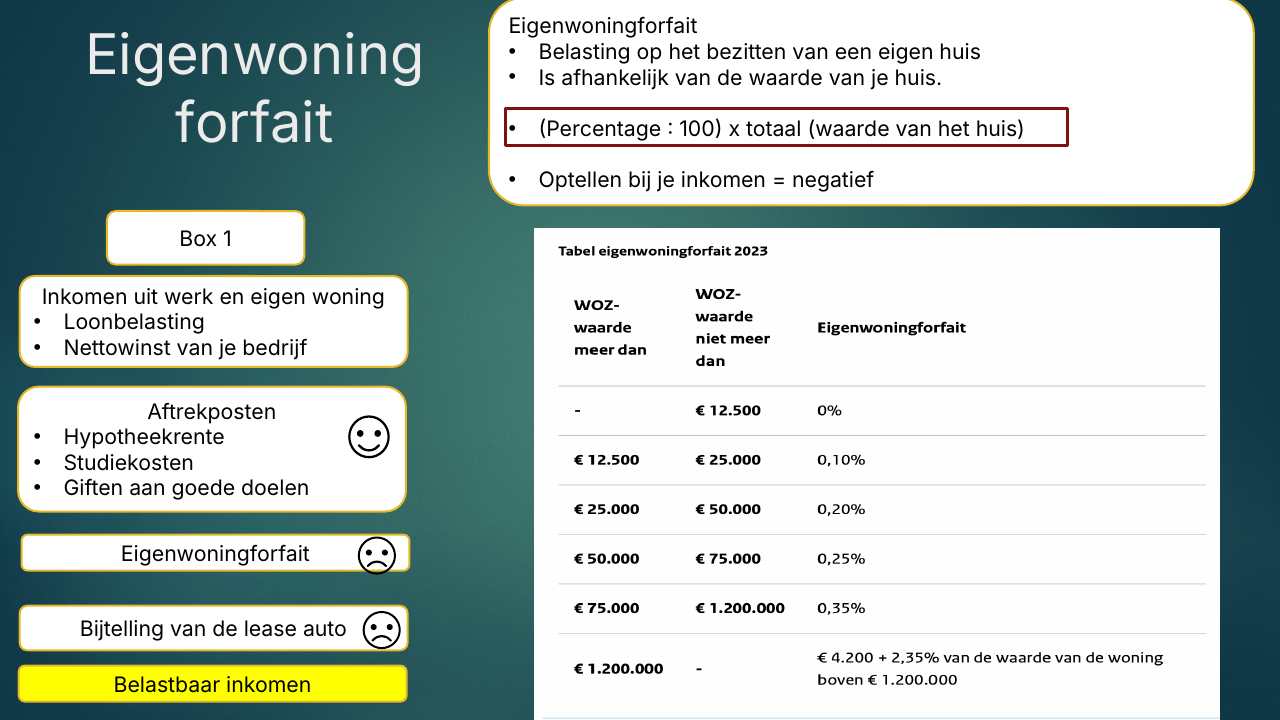 Eigenwoning
forfait
Eigenwoningforfait
• Belasting op het bezitten van een eigen huis
• Is afhankelijk van de waarde van je huis.
• (Percentage : 100) x totaal (waarde van het huis)
• Optellen bij je inkomen = negatief
Box 1
Inkomen uit werk en eigen woning
• Loonbelasting
• Nettowinst van je bedrijf
Aftrekposten
• Hypotheekrente
• Studiekosten
• Giften aan goede doelen
Eigenwoningforfait
Bijtelling van de lease auto
Belastbaar inkomen
Tabel eigenwoningforfait 2023
WOZ-
waarde
meer dan
WOZ-
waarde
niet meer
dan
Eigenwoningforfait
- € 12.500 0%
€ 12.500 € 25.000 0,10%
€ 25.000 € 50.000 0,20%
€ 50.000 € 75.000 0,25%
€ 75.000 € 1.200.000 0,35%
€ 1.200.000 - € 4.200 + 2,35% van de waarde van de woning
boven € 1.200.000